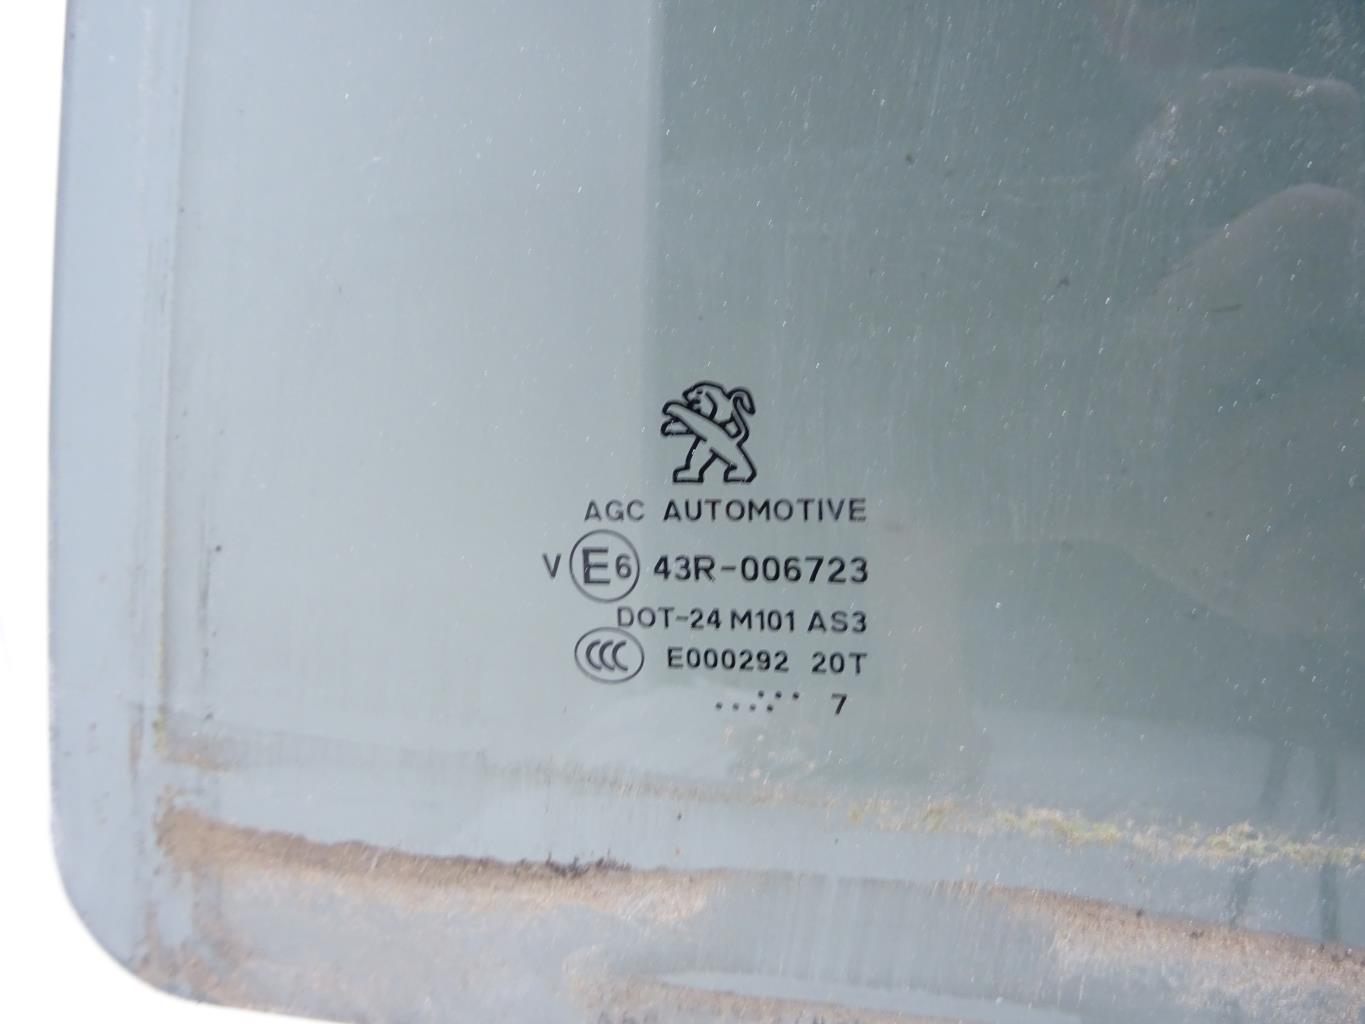 AGC AUTOMOTIVE
V E6 43R-006723
DOT-24 M101 AS3
CCC E000292 20T
.....:˙˙˙ 7